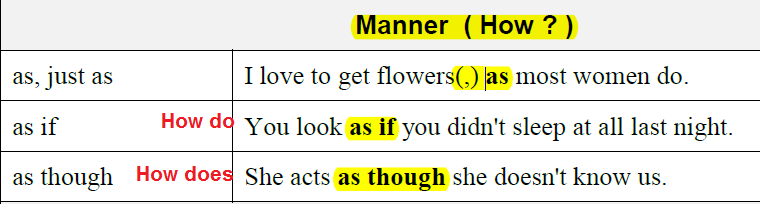 Manner ( How ? )
as, just as I love to get flowers(,) as most women do.
as if How do You look as if you didn't sleep at all last night.
as though How does She acts as though she doesn't know us.